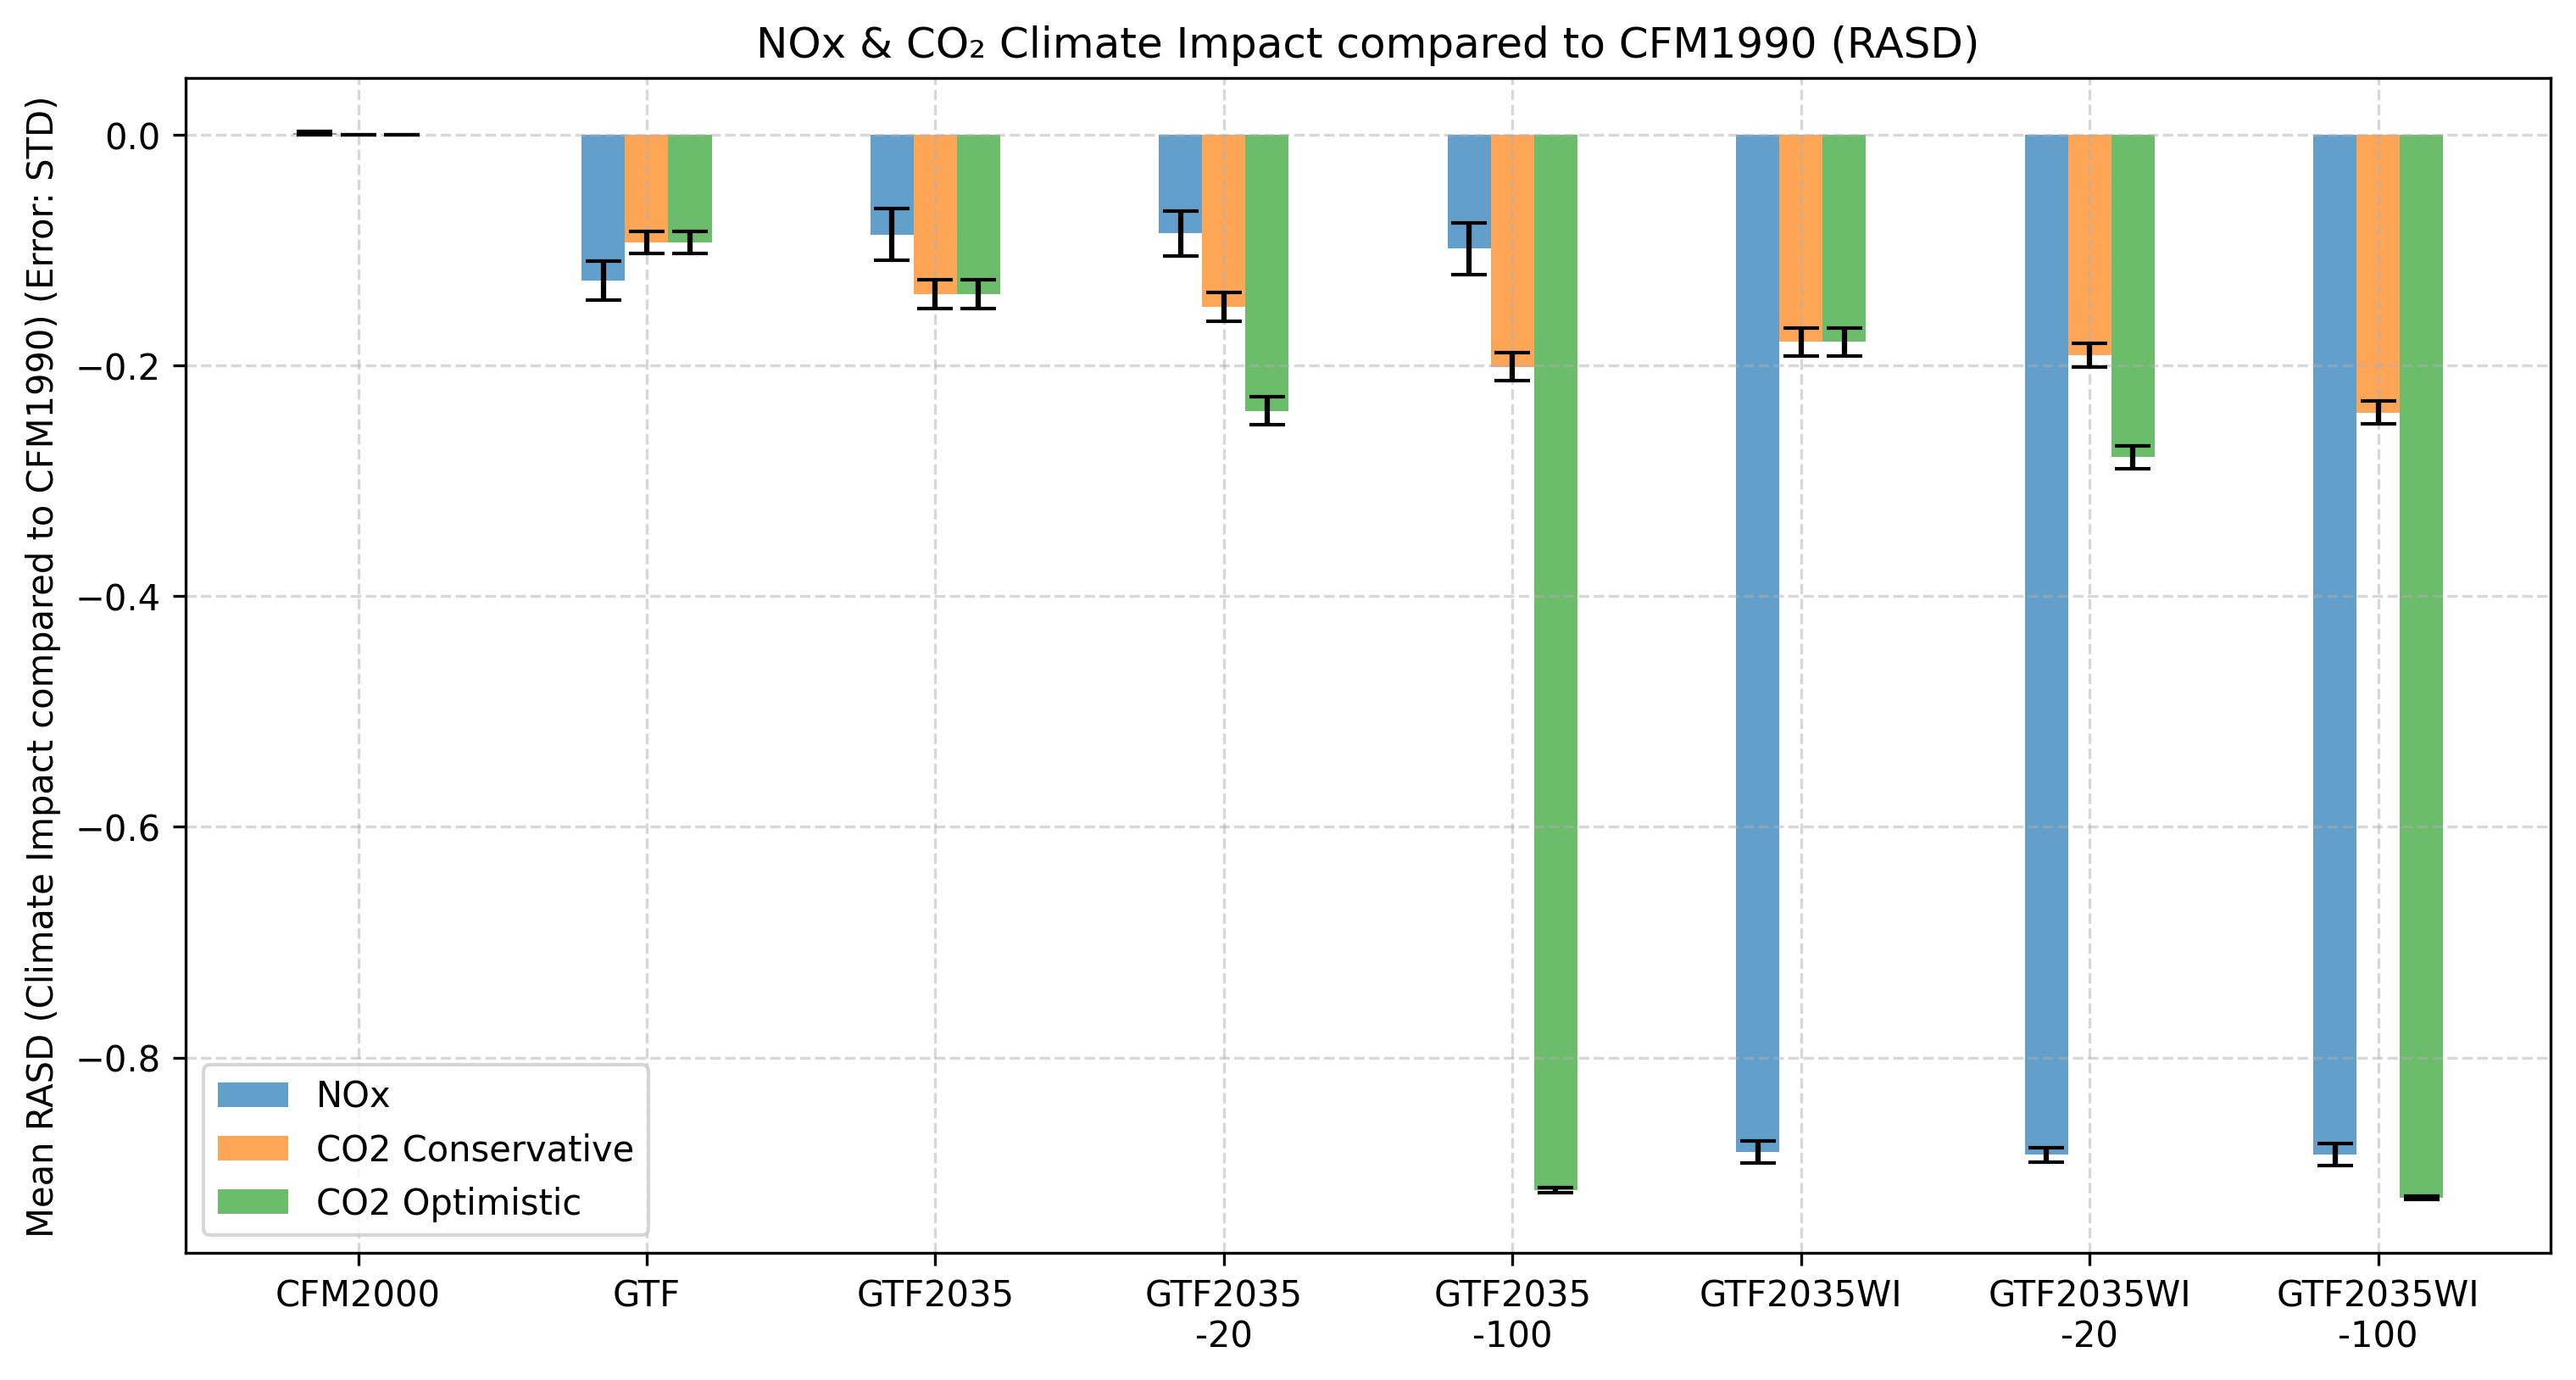 NOx & CO₂ Climate Impact compared to CFM1990 (RASD)
Mean RASD (Climate Impact compared to CFM1990) (Error: STD)
0.0
−0.2
−0.4
−0.6
−0.8
NOx
CO2 Conservative
CO2 Optimistic
CFM2000
GTF
GTF2035
GTF2035
-20
GTF2035
-100
GTF2035WI
GTF2035WI
-20
GTF2035WI
-100